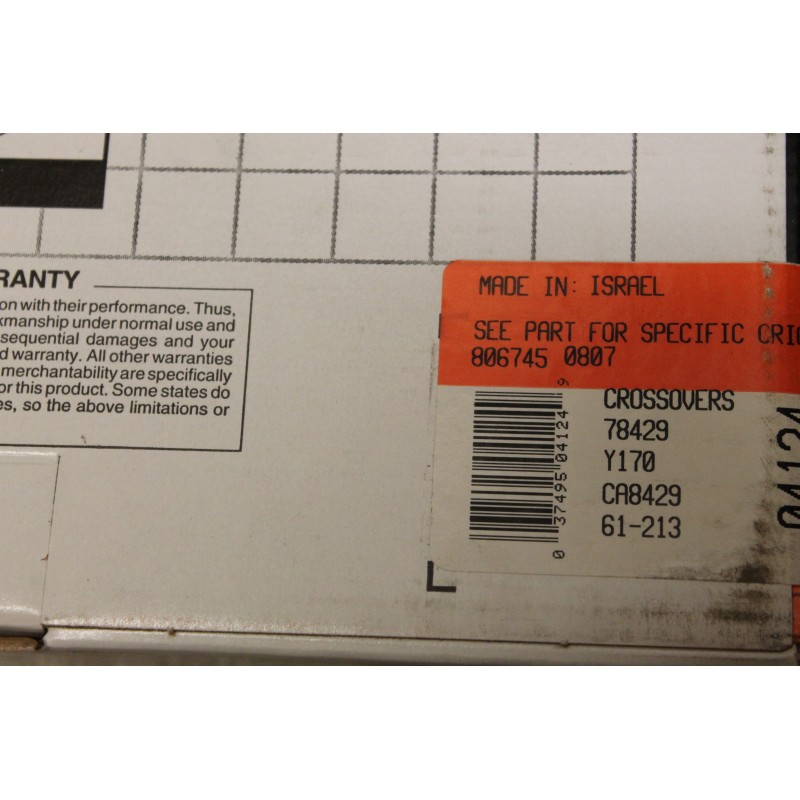 RANTY
on with their performance. Thus,
kmanship under normal use and
sequential damages and your
d warranty. All other warranties
merchantability are specifically
or this product. Some states do
es, so the above limitations or
MADE IN: ISRAEL
SEE PART FOR SPECIFIC
806745 0807
CROSSOVERS
78429
Y170
CA8429
61-213
0 37495 04124 9
04124